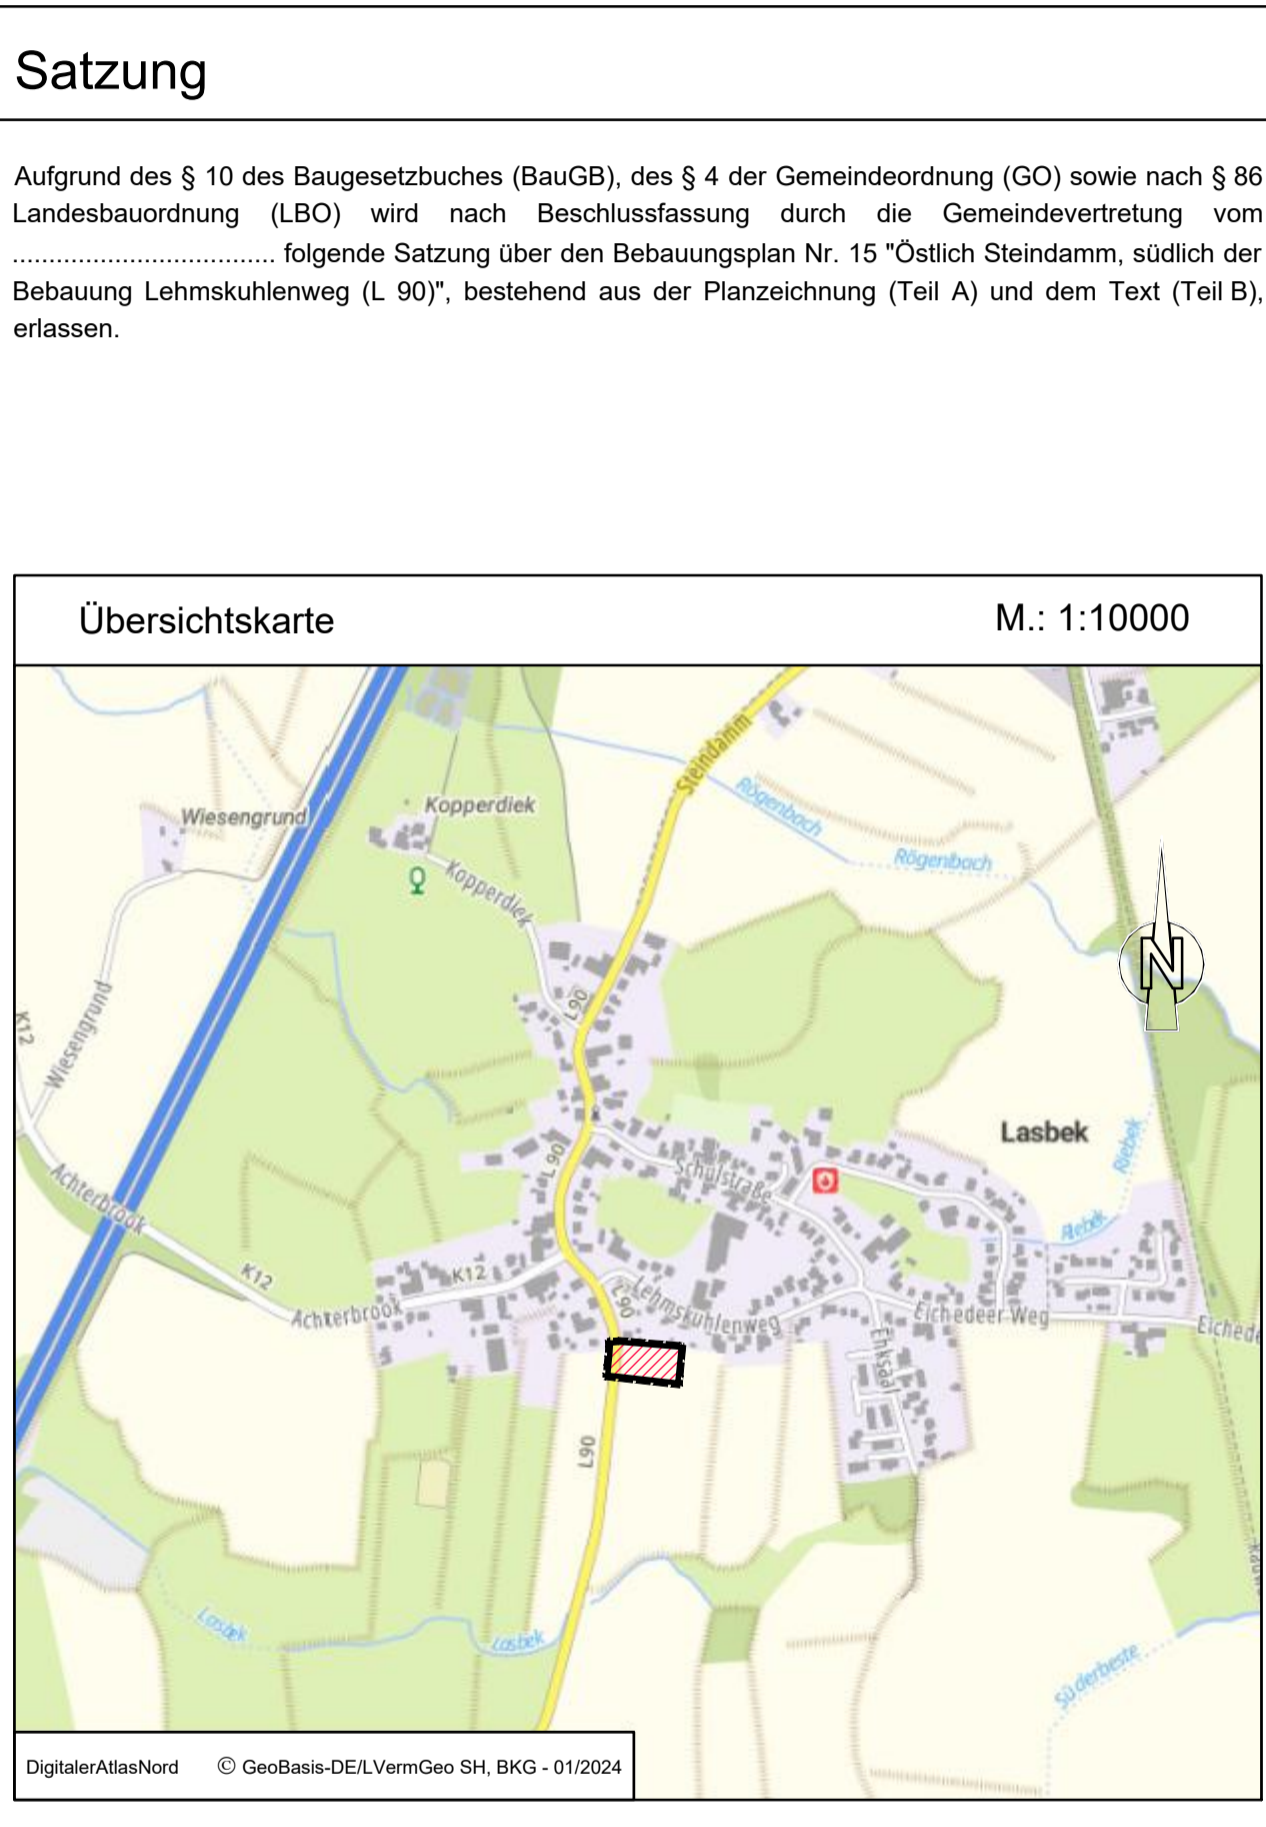 Satzung
Aufgrund des § 10 des Baugesetzbuches (BauGB), des § 4 der Gemeindeordnung (GO) sowie nach § 86
Landesbauordnung (LBO) wird nach Beschlussfassung durch die Gemeindevertretung vom
.................................... folgende Satzung über den Bebauungsplan Nr. 15 "Östlich Steindamm, südlich der
Bebauung Lehmskuhlenweg (L 90)", bestehend aus der Planzeichnung (Teil A) und dem Text (Teil B),
erlassen.
Übersichtskarte
M.: 1:10000
Steindamm
Wiesengrund
Kopperdiek
Rögenbach
Rögenbach
Kopperdiek
N
Wiesengrund
K12
L90
Lasbek
Riebek
L 90
Schulstraße
Achterbrook
Riebek
K12
K12
Achterbrook
L90
Lehmskuhlenweg
Eichedeer Weg
Eichede
Ehksaal
L90
Lasbek
Lasbek
Süderbeste
DigitalerAtlasNord
© GeoBasis-DE/LVermGeo SH, BKG - 01/2024